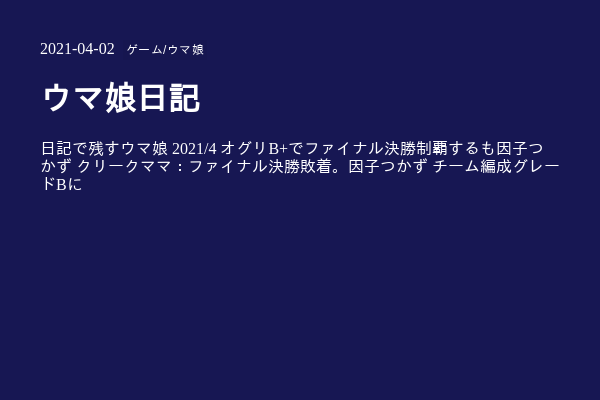 2021-04-02 ゲーム/ウマ娘
ウマ娘日記
日記で残すウマ娘 2021/4 オグリB+でファイナル決勝制覇するも因子つ
かず クリークママ：ファイナル決勝敗着。因子つかず チーム編成グレー
ドBに